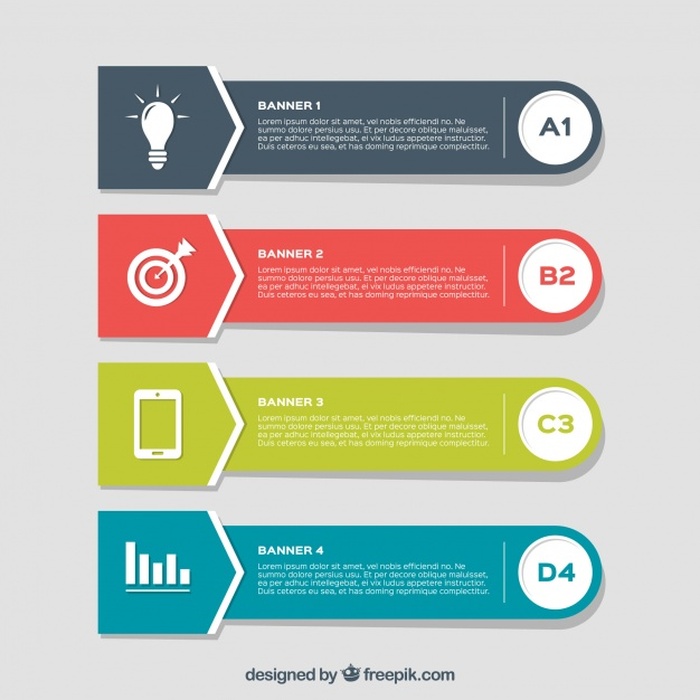 BANNER 1
Lorem ipsum dolor sit amet, vel nobis efficiendi no. Ne
summo dolore persius usu. Et per decore oblique maluisset,
ea per adhuc intellegebat, ei vix ludus appetere instructior.
Duis ceteros eu sea, et has doming reprimique complectitur.
A1
BANNER 2
Lorem ipsum dolor sit amet, vel nobis efficiendi no. Ne
summo dolore persius usu. Et per decore oblique maluisset,
ea per adhuc intellegebat, ei vix ludus appetere instructior.
Duis ceteros eu sea, et has doming reprimique complectitur.
B2
BANNER 3
Lorem ipsum dolor sit amet, vel nobis efficiendi no. Ne
summo dolore persius usu. Et per decore oblique maluisset,
ea per adhuc intellegebat, ei vix ludus appetere instructior.
Duis ceteros eu sea, et has doming reprimique complectitur.
C3
BANNER 4
Lorem ipsum dolor sit amet, vel nobis efficiendi no. Ne
summo dolore persius usu. Et per decore oblique maluisset,
ea per adhuc intellegebat, ei vix ludus appetere instructior.
Duis ceteros eu sea, et has doming reprimique complectitur.
D4
designed by freepik.com